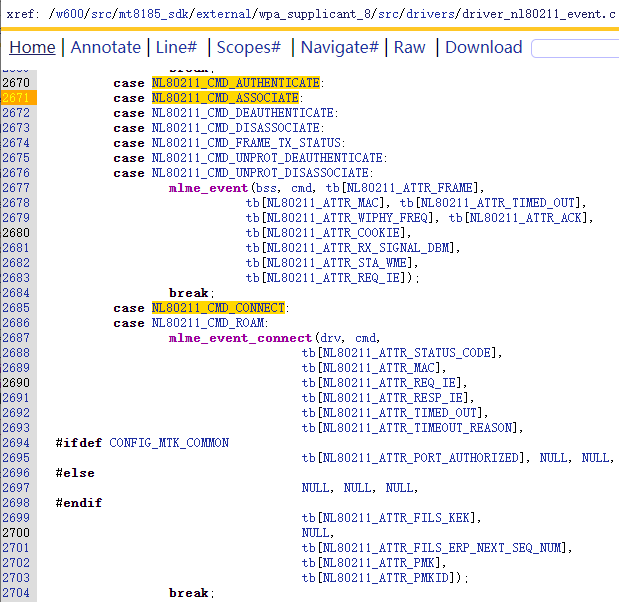 xref: /w600/src/mt8185_sdk/external/wpa_supplicant_8/src/drivers/driver_nl80211_event.c
Home | Annotate | Line# | Scopes# | Navigate# | Raw | Download
break;
2670 case NL80211_CMD_AUTHENTICATE:
2671 case NL80211_CMD_ASSOCIATE:
2672 case NL80211_CMD_DEAUTHENTICATE:
2673 case NL80211_CMD_DISASSOCIATE:
2674 case NL80211_CMD_FRAME_TX_STATUS:
2675 case NL80211_CMD_UNPROT_DEAUTHENTICATE:
2676 case NL80211_CMD_UNPROT_DISASSOCIATE:
2677 mlme_event(bss, cmd, tb[NL80211_ATTR_FRAME],
2678 tb[NL80211_ATTR_MAC], tb[NL80211_ATTR_TIMED_OUT],
2679 tb[NL80211_ATTR_WIPHY_FREQ], tb[NL80211_ATTR_ACK],
2680 tb[NL80211_ATTR_COOKIE],
2681 tb[NL80211_ATTR_RX_SIGNAL_DBM],
2682 tb[NL80211_ATTR_STA_WME],
2683 tb[NL80211_ATTR_REQ_IE]);
2684 break;
2685 case NL80211_CMD_CONNECT:
2686 case NL80211_CMD_ROAM:
2687 mlme_event_connect(drv, cmd,
2688 tb[NL80211_ATTR_STATUS_CODE],
2689 tb[NL80211_ATTR_MAC],
2690 tb[NL80211_ATTR_REQ_IE],
2691 tb[NL80211_ATTR_RESP_IE],
2692 tb[NL80211_ATTR_TIMED_OUT],
2693 tb[NL80211_ATTR_TIMEOUT_REASON],
2694 #ifdef CONFIG_MTK_COMMON
2695 tb[NL80211_ATTR_PORT_AUTHORIZED], NULL, NULL,
2696 #else
2697 NULL, NULL, NULL,
2698 #endif
2699 tb[NL80211_ATTR_FILS_KEK],
2700 NULL,
2701 tb[NL80211_ATTR_FILS_ERP_NEXT_SEQ_NUM],
2702 tb[NL80211_ATTR_PMK],
2703 tb[NL80211_ATTR_PMKID]);
2704 break;